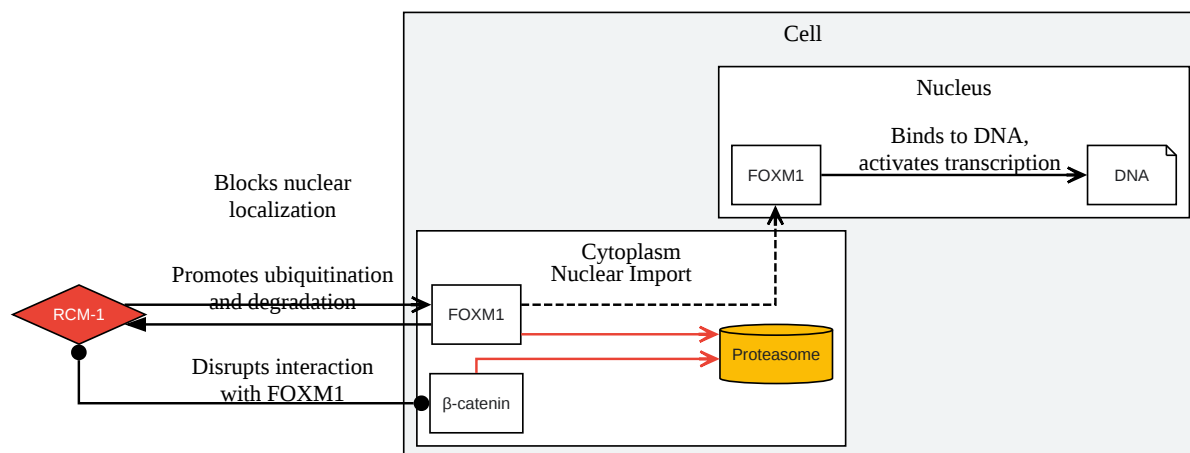 Cell
Nucleus
Binds to DNA,
activates transcription
FOXM1
DNA
Blocks nuclear
localization
Cytoplasm
Nuclear Import
Promotes ubiquitination
and degradation
RCM-1
FOXM1
Proteasome
Disrupts interaction
with FOXM1
β-catenin